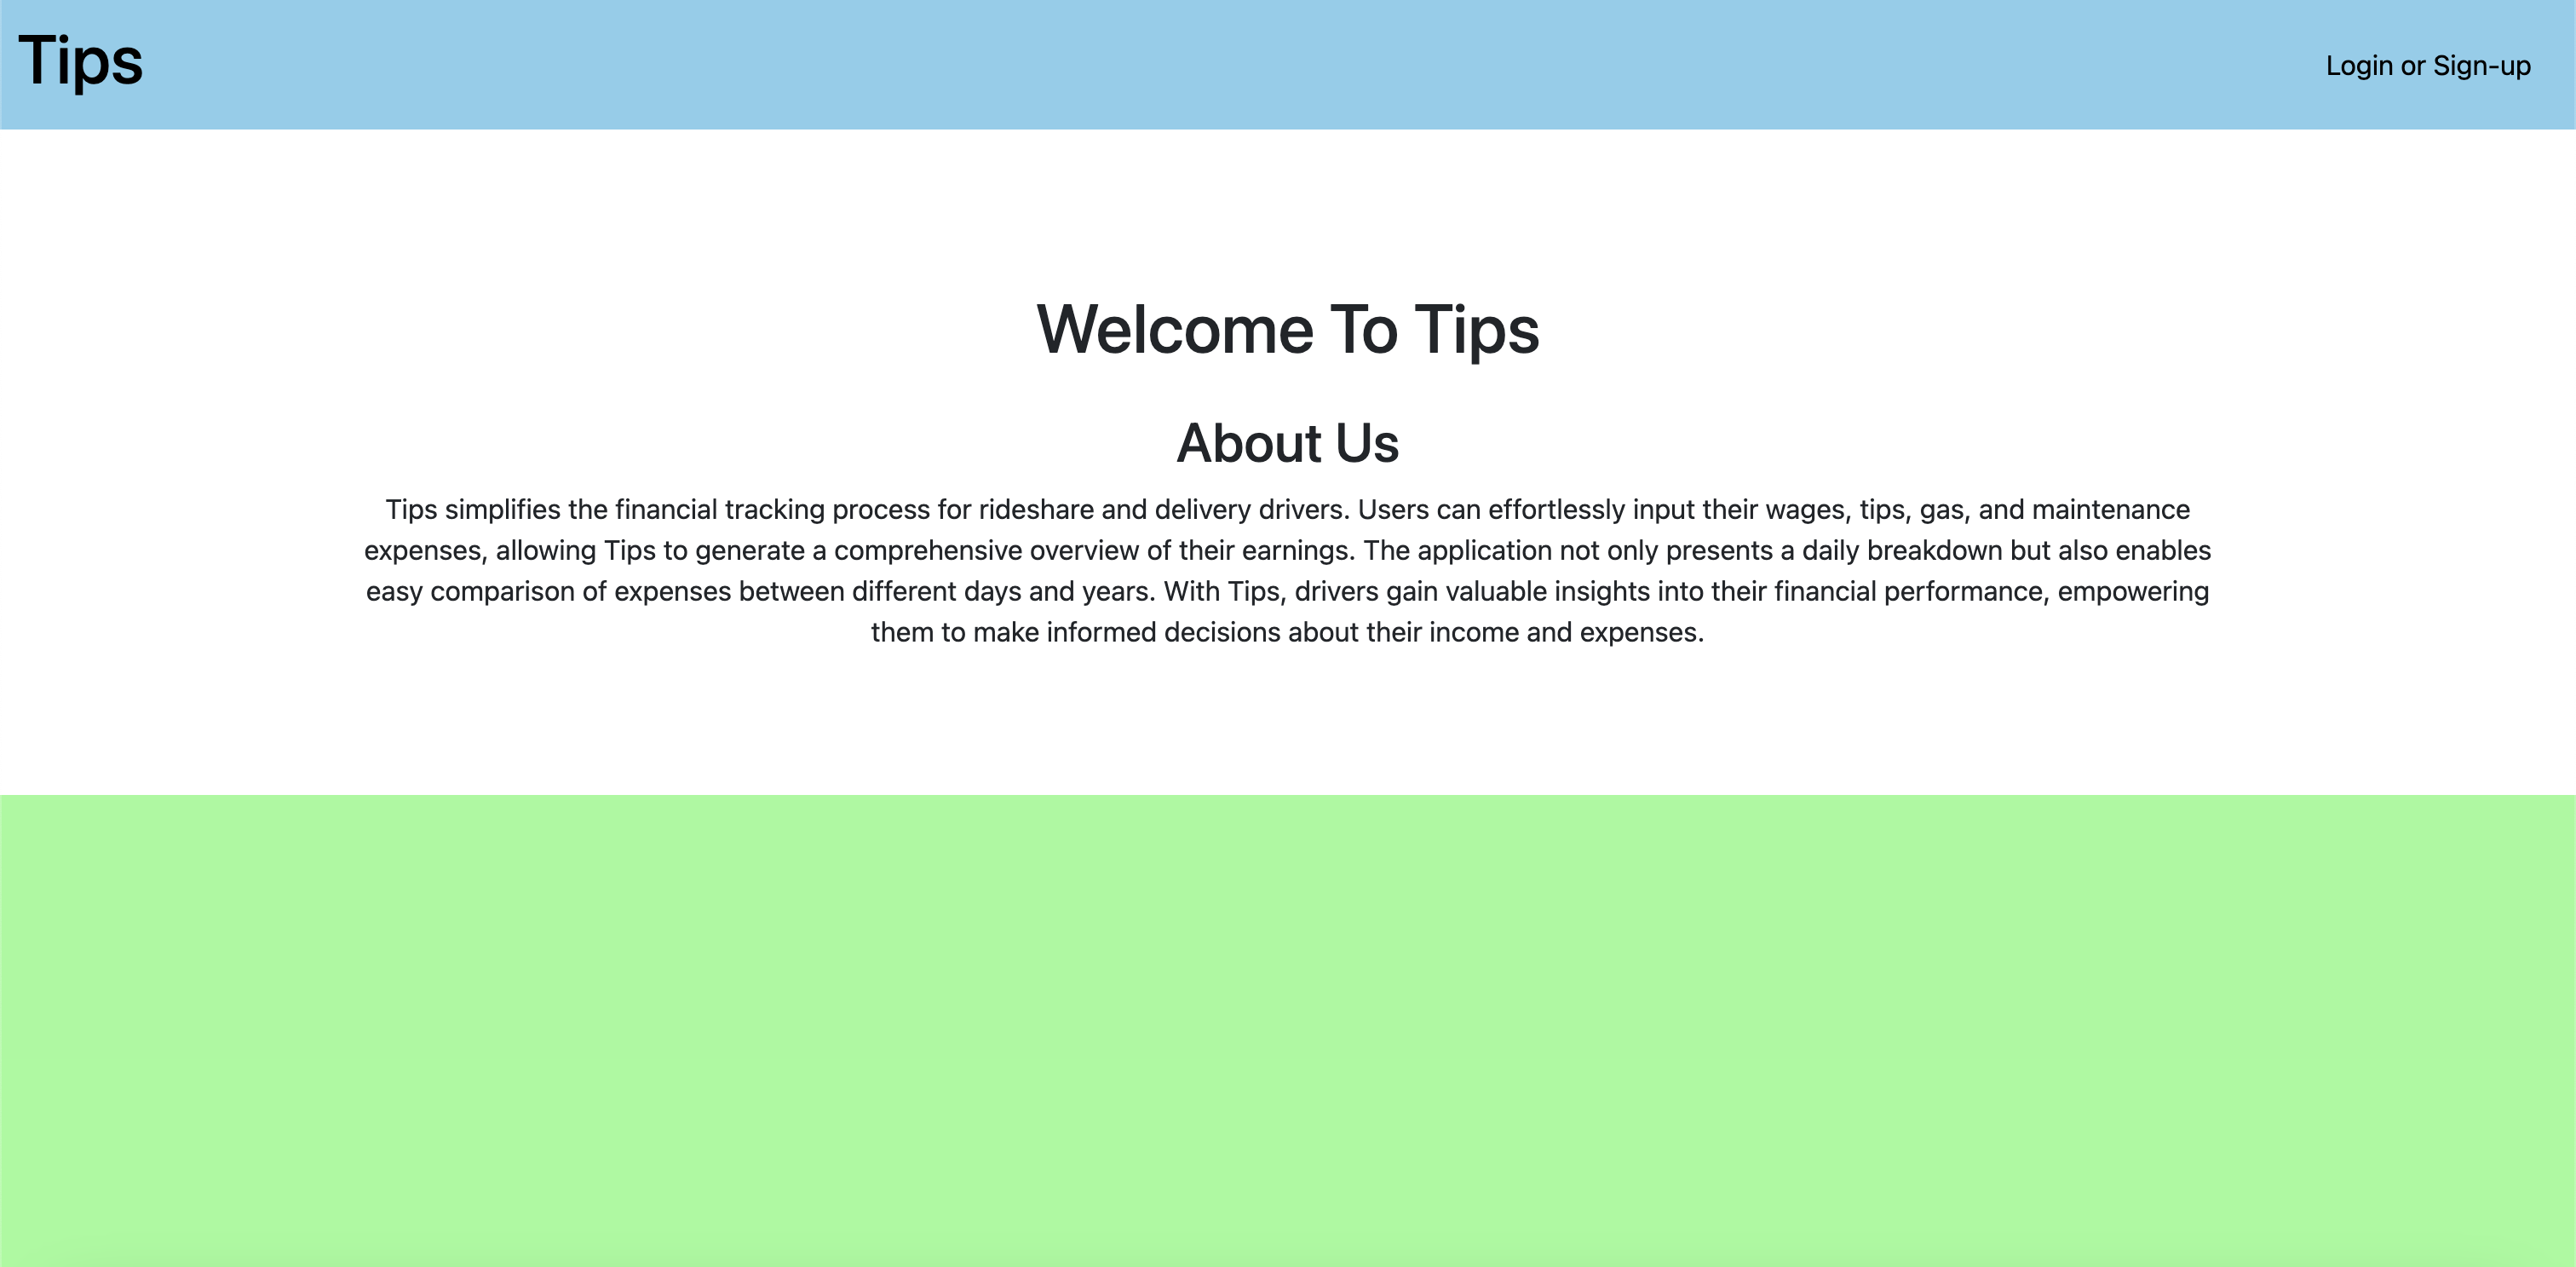 Tips
Login or Sign-up
Welcome To Tips
About Us
Tips simplifies the financial tracking process for rideshare and delivery drivers. Users can effortlessly input their wages, tips, gas, and maintenance
expenses, allowing Tips to generate a comprehensive overview of their earnings. The application not only presents a daily breakdown but also enables
easy comparison of expenses between different days and years. With Tips, drivers gain valuable insights into their financial performance, empowering
them to make informed decisions about their income and expenses.